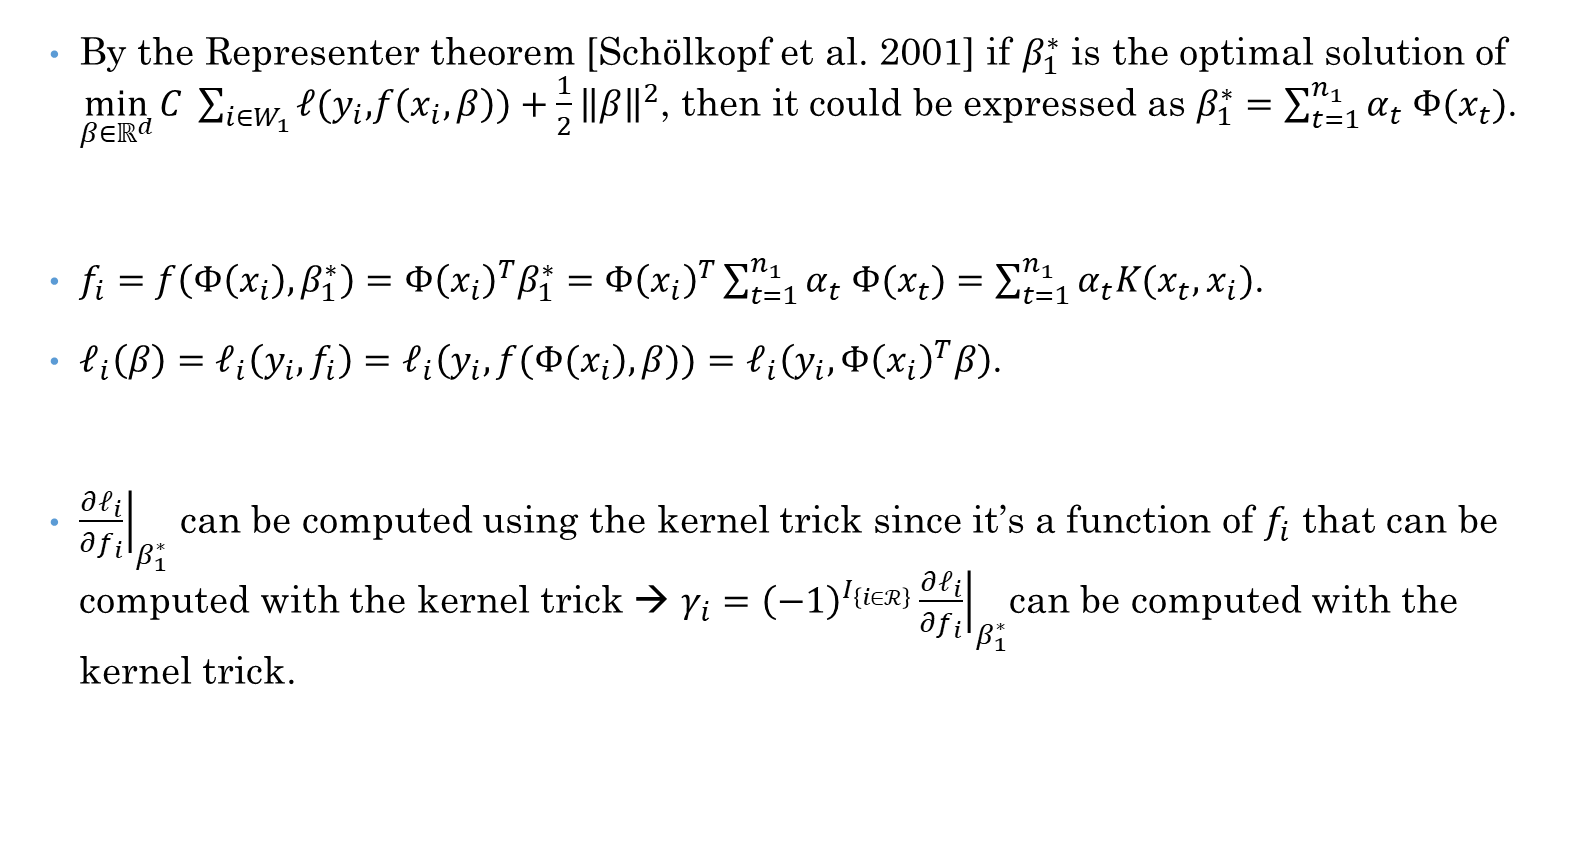 • By the Representer theorem [Schölkopf et al. 2001] if β₁* is the optimal solution of
min_{β∈ℝ^d} C ∑_{i∈W₁} ℓ(y_i,f(x_i,β)) + ½‖β‖², then it could be expressed as β₁* = ∑_{t=1}^{n₁} α_t Φ(x_t).
• f_i = f(Φ(x_i),β₁*) = Φ(x_i)^T β₁* = Φ(x_i)^T ∑_{t=1}^{n₁} α_t Φ(x_t) = ∑_{t=1}^{n₁} α_t K(x_t,x_i).
• ℓ_i(β) = ℓ_i(y_i,f_i) = ℓ_i(y_i,f(Φ(x_i),β)) = ℓ_i(y_i,Φ(x_i)^T β).
• ∂ℓ_i/∂f_i|_{β₁*} can be computed using the kernel trick since it’s a function of f_i that can be
computed with the kernel trick → γ_i = (−1)^{I{i∈ℛ}} ∂ℓ_i/∂f_i|_{β₁*} can be computed with the
kernel trick.